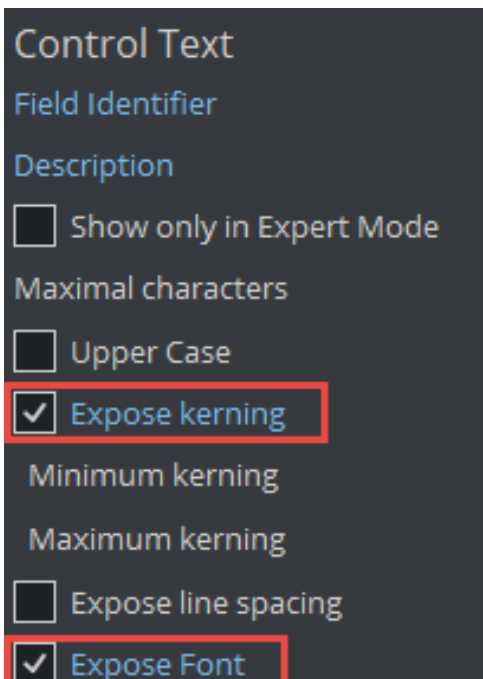 Control Text
Field Identifier
Description
Show only in Expert Mode
Maximal characters
Upper Case
Expose kerning
Minimum kerning
Maximum kerning
Expose line spacing
Expose Font